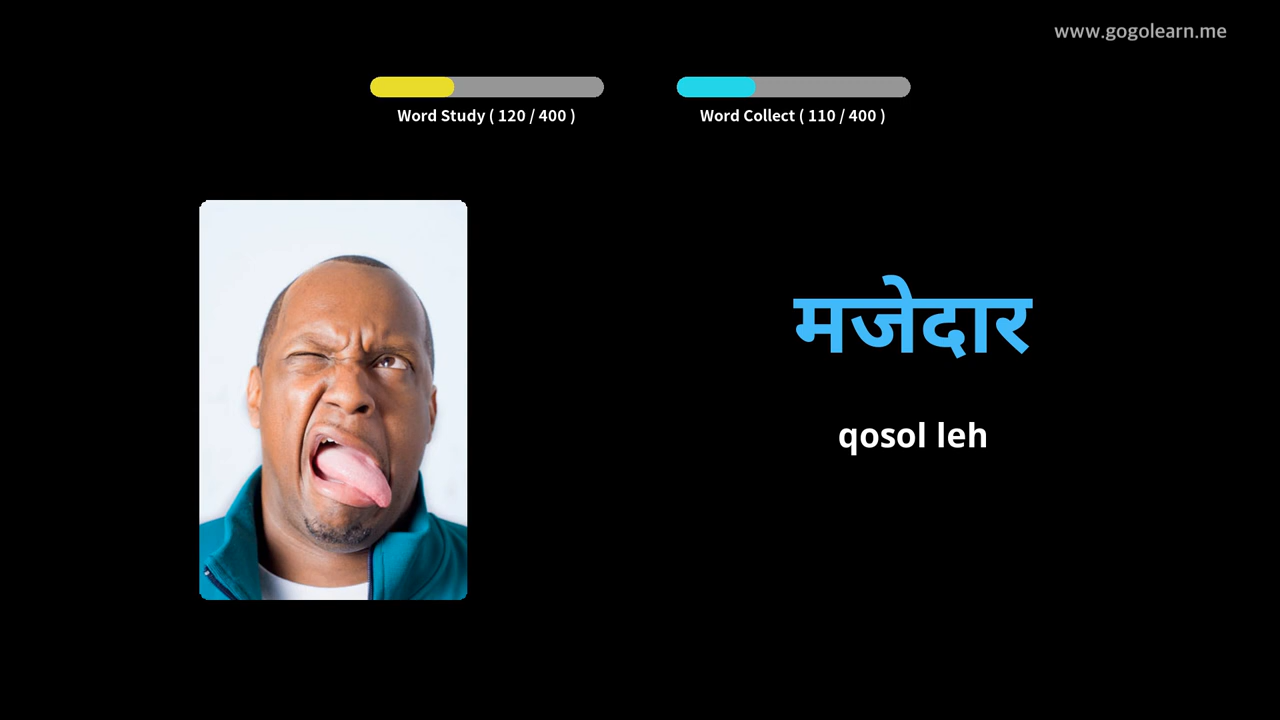 www.gogolearn.me
Word Study ( 120 / 400 )
Word Collect ( 110 / 400 )
मजेदार
qosol leh